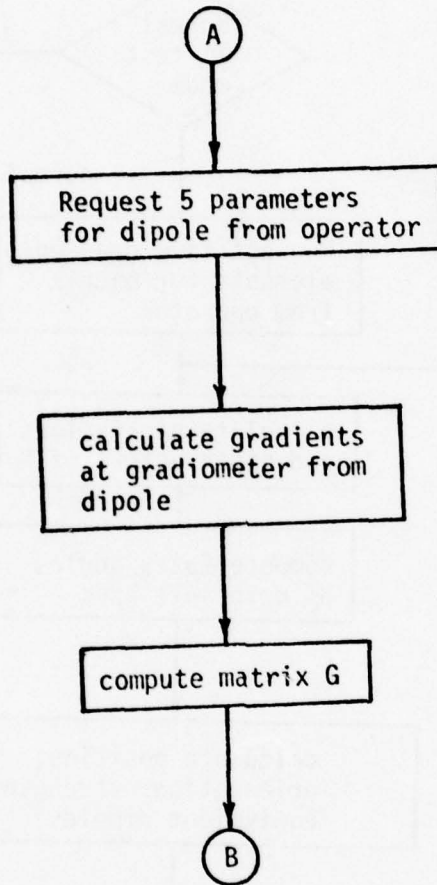 A
Request 5 parameters
for dipole from operator
calculate gradients
at gradiometer from
dipole
compute matrix G
B